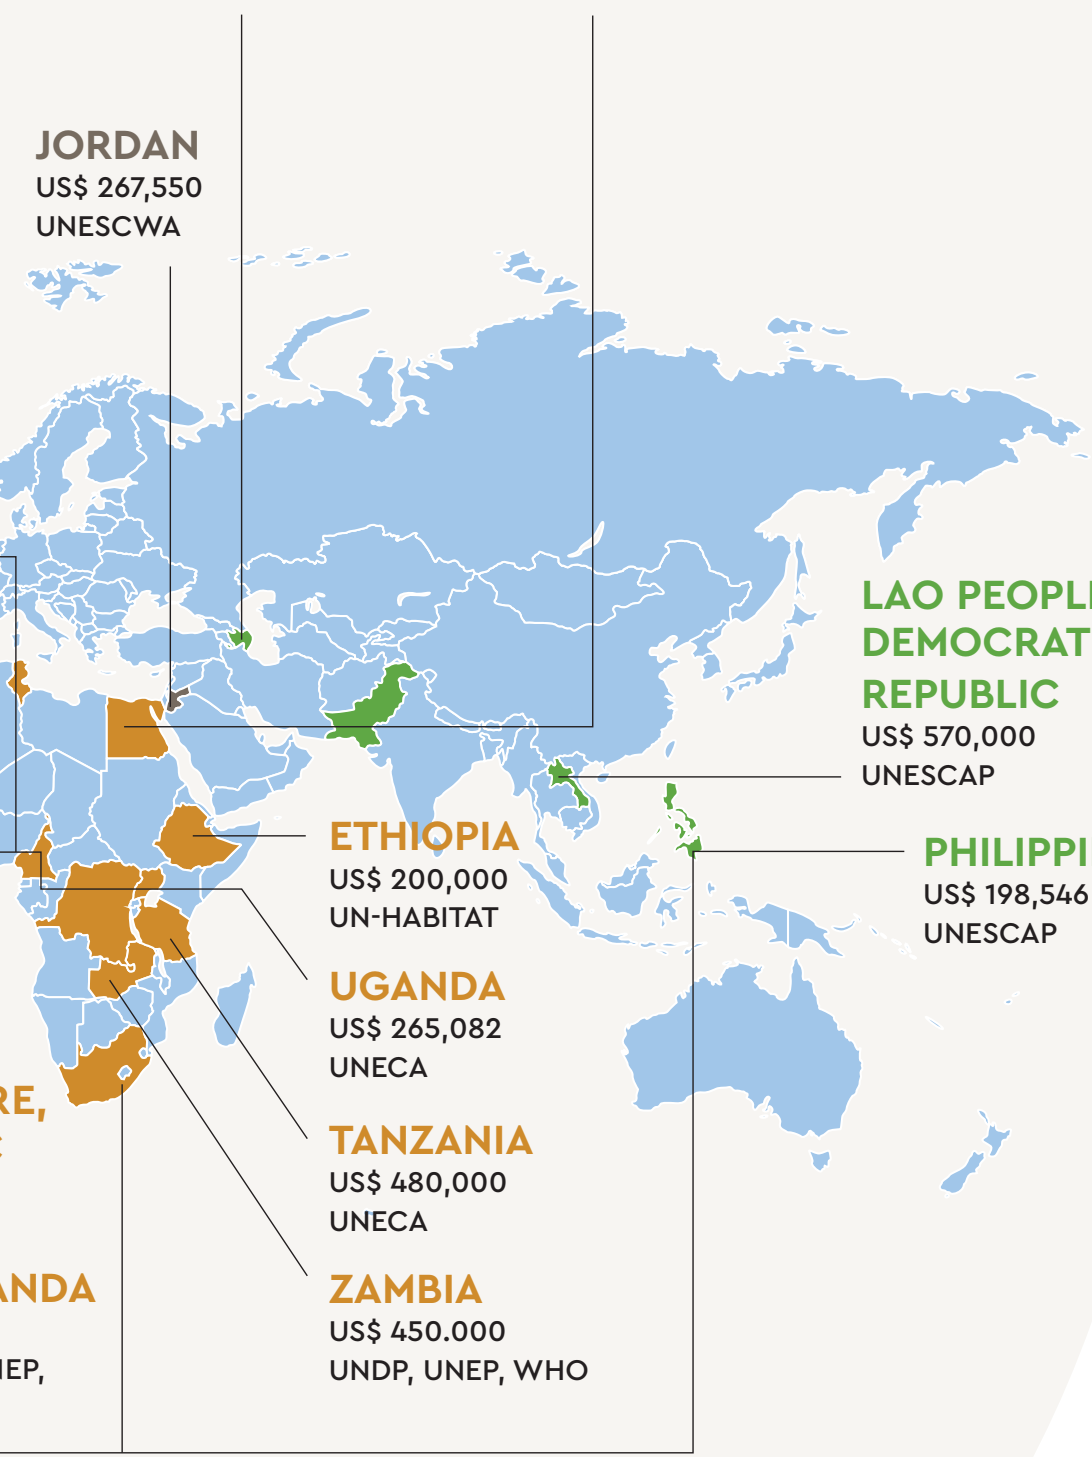 JORDAN
US$ 267,550
UNESCWA
LAO PEOPL
DEMOCRAT
REPUBLIC
US$ 570,000
UNESCAP
ETHIOPIA
US$ 200,000
UN-HABITAT
PHILIPPI
US$ 198,546
UNESCAP
UGANDA
US$ 265,082
UNECA
RE,
TANZANIA
US$ 480,000
UNECA
ANDA
EP,
ZAMBIA
US$ 450.000
UNDP, UNEP, WHO